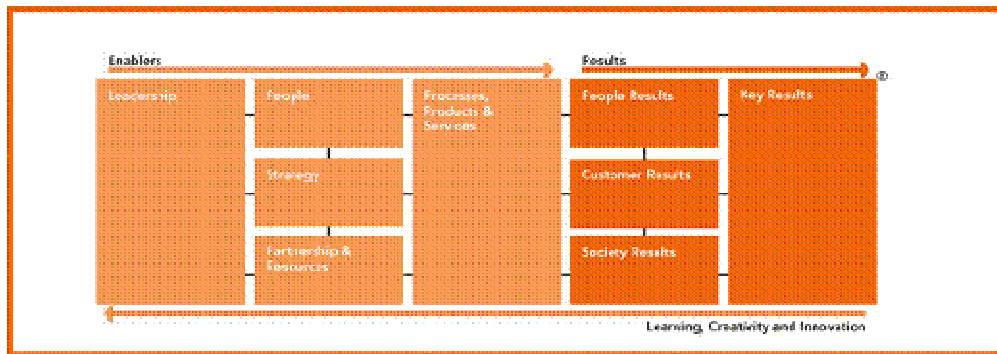 Enablers
Results
®
Leadership
People
Processes,
Products &
Services
People Results
Key Results
Strategy
Customer Results
Partnership &
Resources
Society Results
Learning, Creativity and Innovation